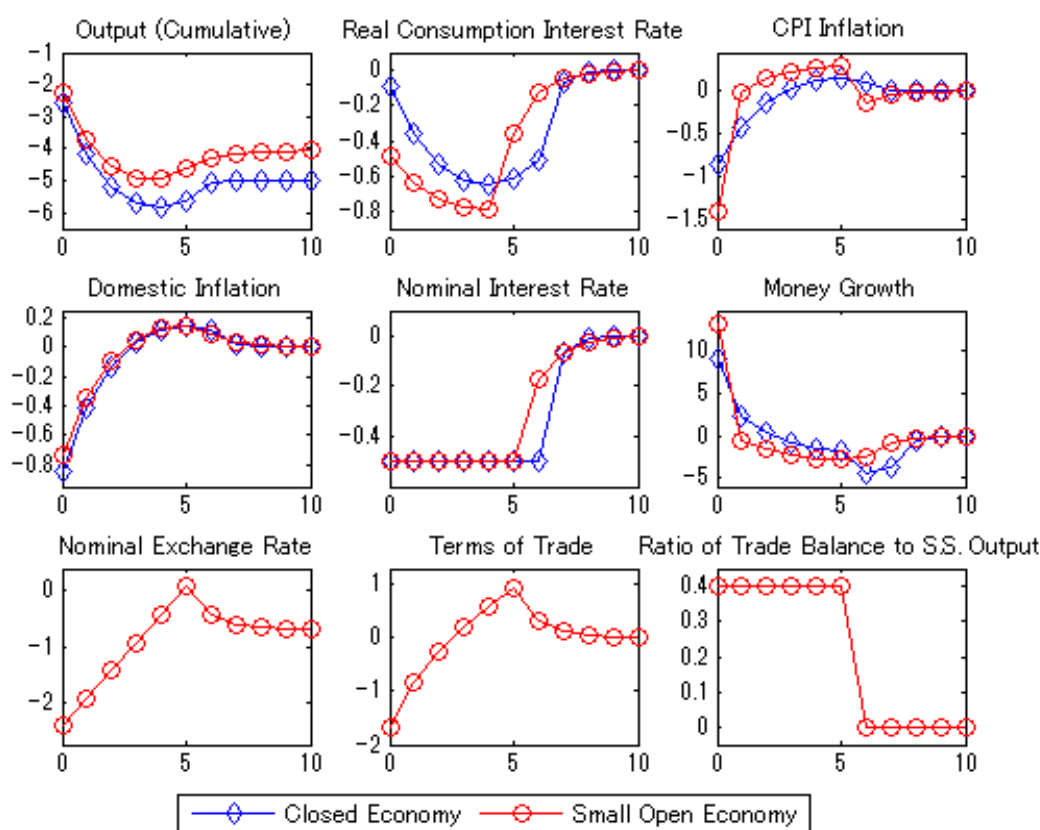 Output (Cumulative)
Real Consumption Interest Rate
CPI Inflation
-1
-2
-3
-4
-5
-6
0 5 10
0
-0.2
-0.4
-0.6
-0.8
0 5 10
0
-0.5
-1
-1.5
0 5 10
Domestic Inflation
Nominal Interest Rate
Money Growth
0.2
0
-0.2
-0.4
-0.6
-0.8
0 5 10
0
-0.2
-0.4
0 5 10
10
5
0
-5
0 5 10
Nominal Exchange Rate
Terms of Trade
Ratio of Trade Balance to S.S. Output
0
-1
-2
0 5 10
1
0
-1
-2
0 5 10
0.4
0.3
0.2
0.1
0
0 5 10
Closed Economy
Small Open Economy